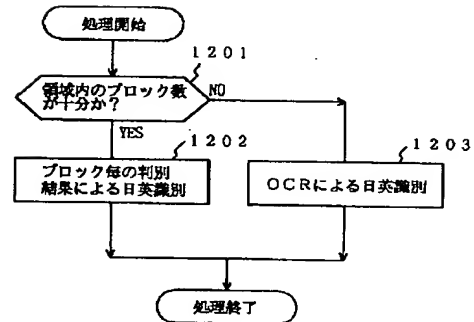 処理開始
1201
領域内のブロック数
が十分か?
NO
YES
1202
ブロック毎の判別
結果による日英識別
1203
OCRによる日英識別
処理終了